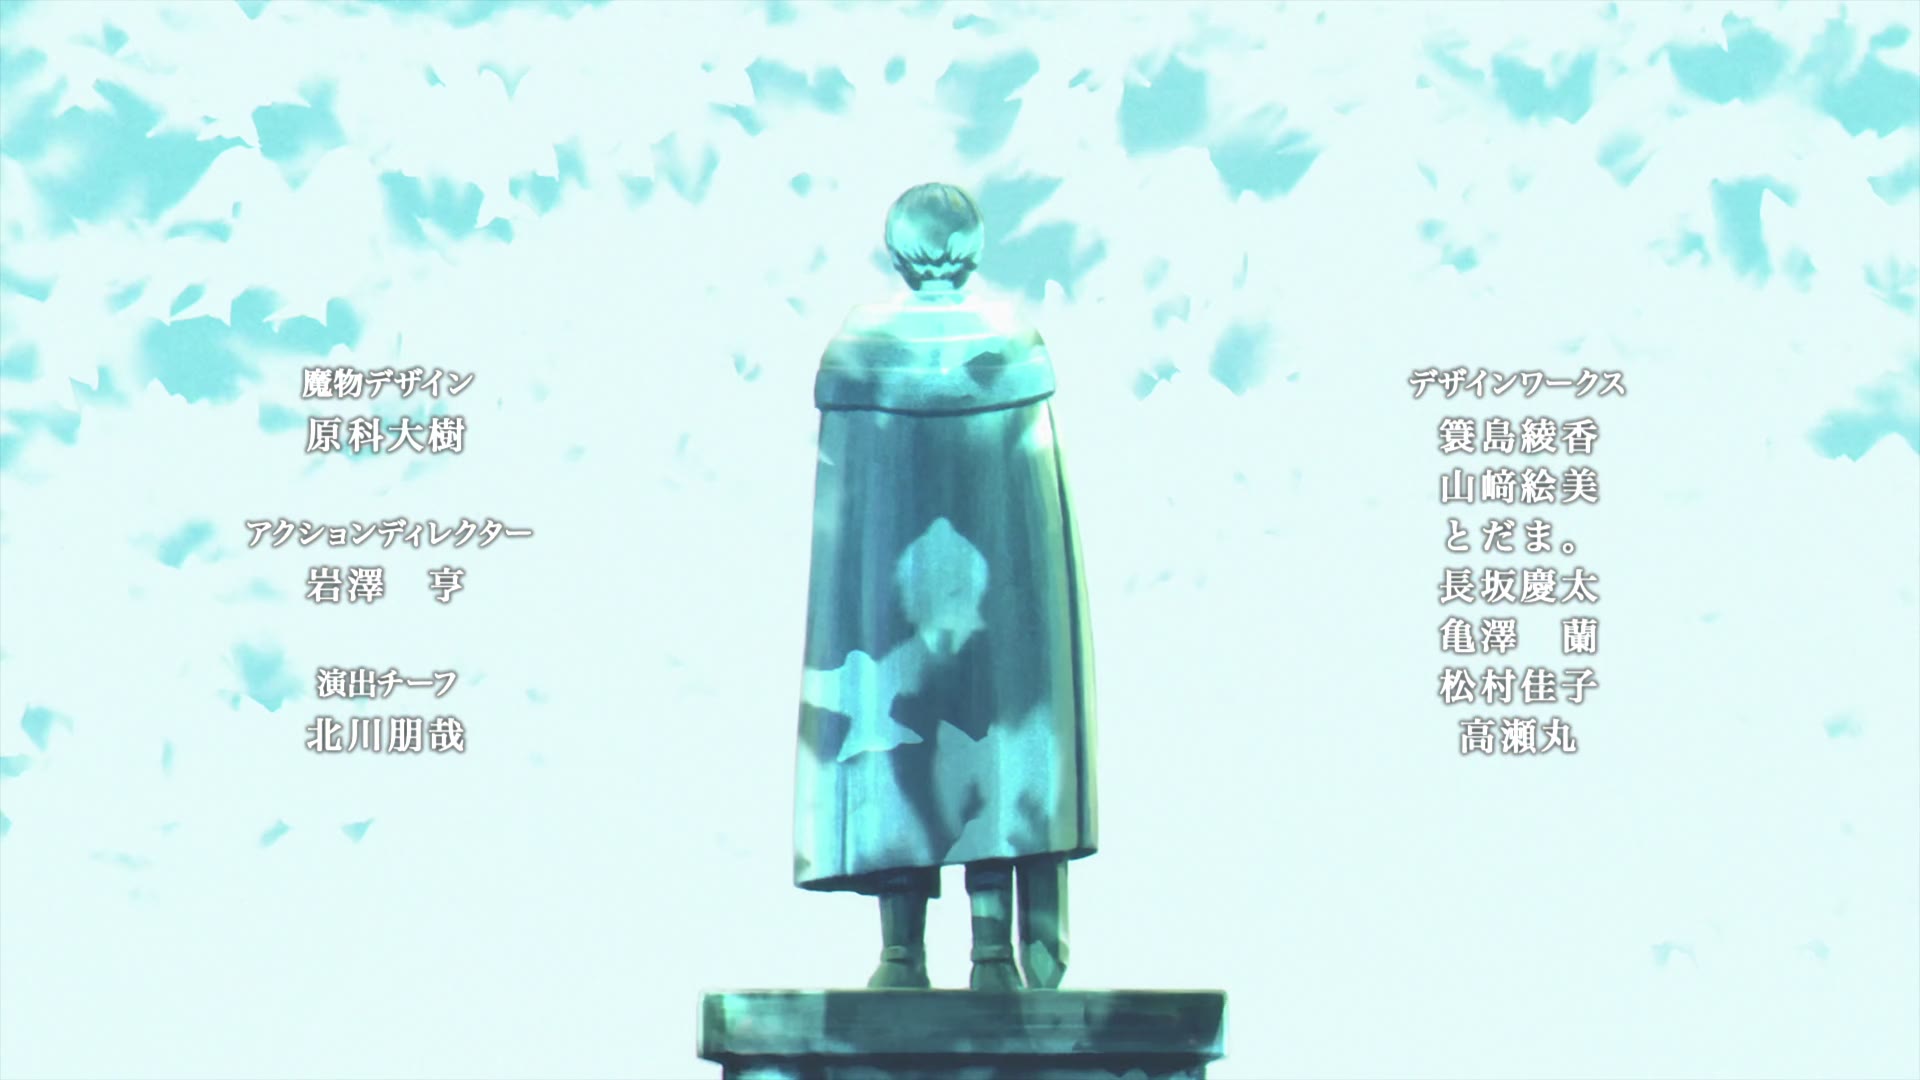 魔物デザイン
原科大樹
アクションディレクター
岩澤　亨
演出チーフ
北川朋哉
デザインワークス
簑島綾香
山﨑絵美
とだま。
長坂慶太
亀澤　蘭
松村佳子
高瀬丸